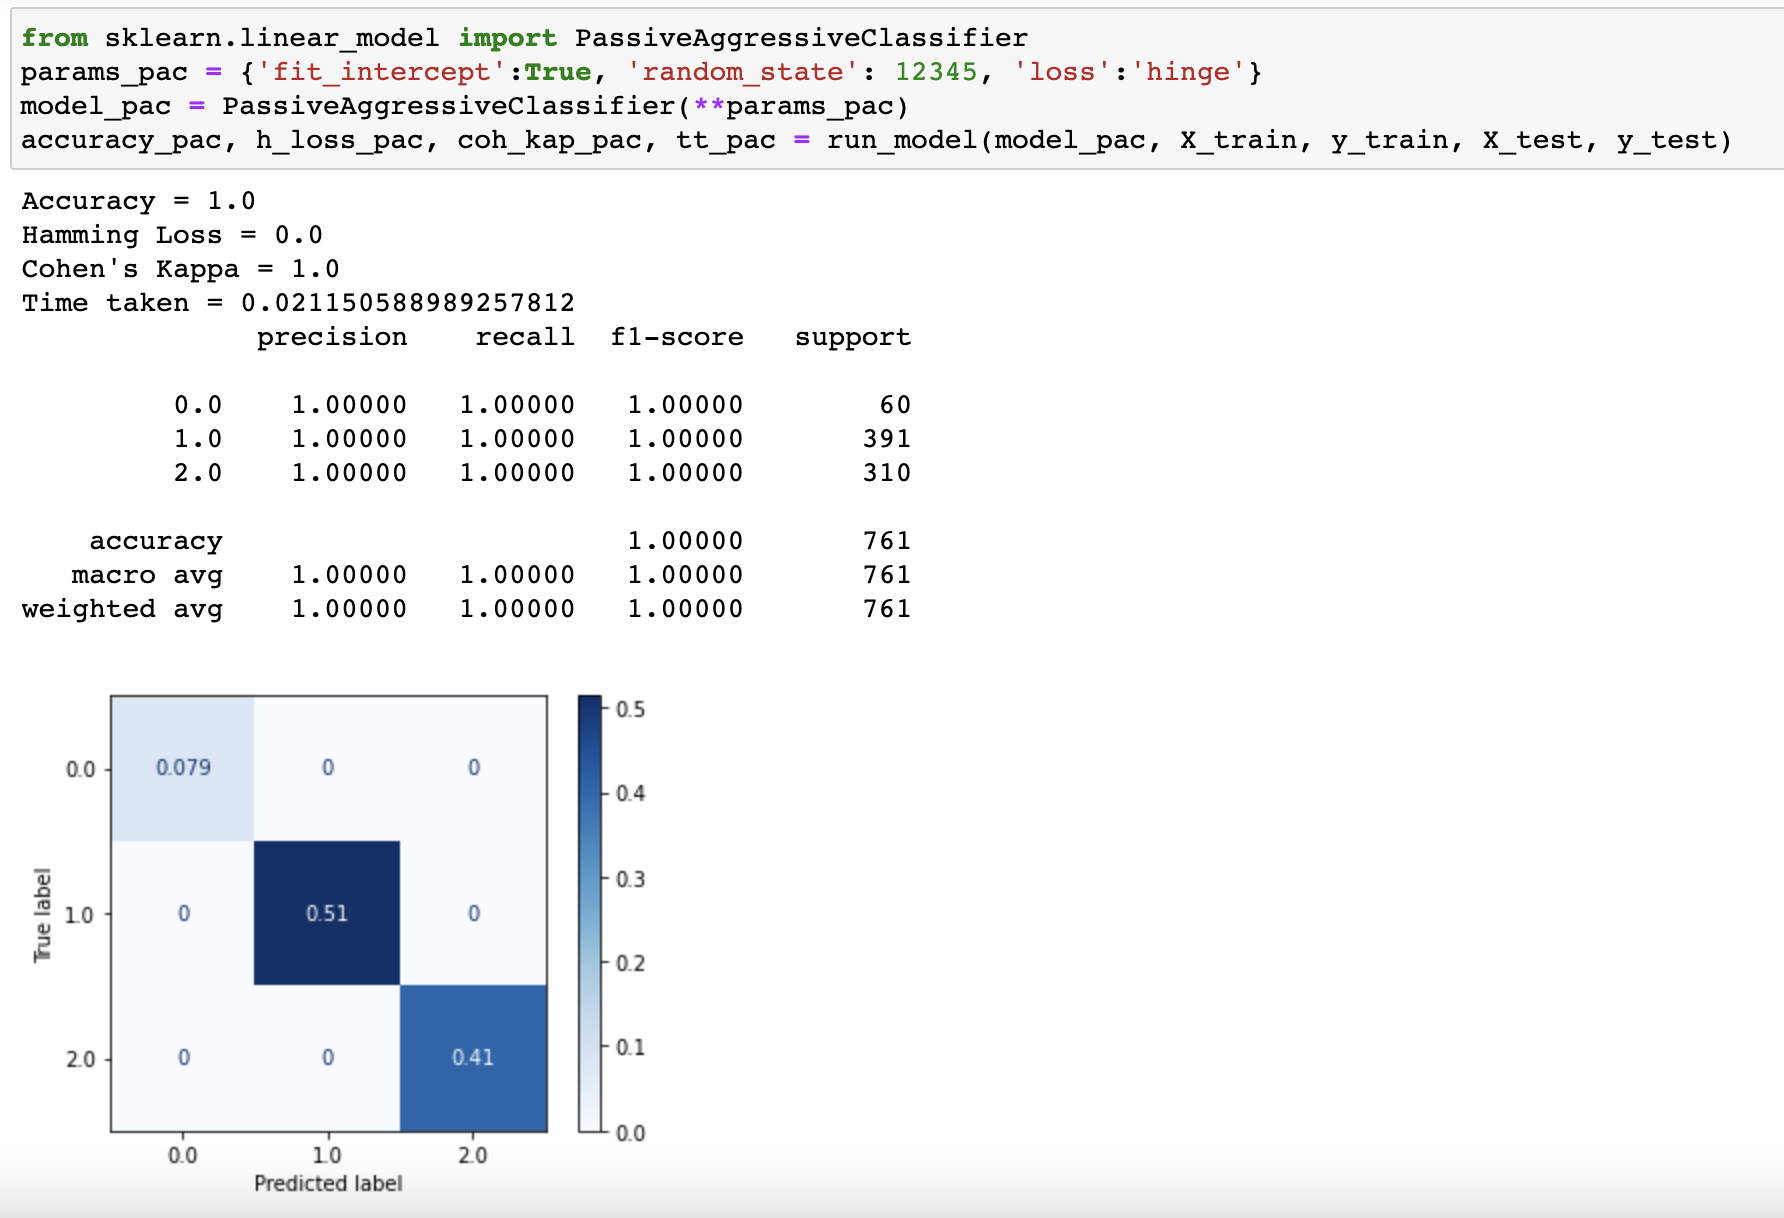 from sklearn.linear_model import PassiveAggressiveClassifier
params_pac = {'fit_intercept':True, 'random_state': 12345, 'loss':'hinge'}
model_pac = PassiveAggressiveClassifier(**params_pac)
accuracy_pac, h_loss_pac, coh_kap_pac, tt_pac = run_model(model_pac, X_train, y_train, X_test, y_test)
Accuracy = 1.0
Hamming Loss = 0.0
Cohen's Kappa = 1.0
Time taken = 0.021150588989257812
precision recall f1-score support
0.0 1.00000 1.00000 1.00000 60
1.0 1.00000 1.00000 1.00000 391
2.0 1.00000 1.00000 1.00000 310
accuracy 1.00000 761
macro avg 1.00000 1.00000 1.00000 761
weighted avg 1.00000 1.00000 1.00000 761
True label
0.0 0.079 0 0
1.0 0 0.51 0
2.0 0 0 0.41
0.0 1.0 2.0
Predicted label
0.5
0.4
0.3
0.2
0.1
0.0